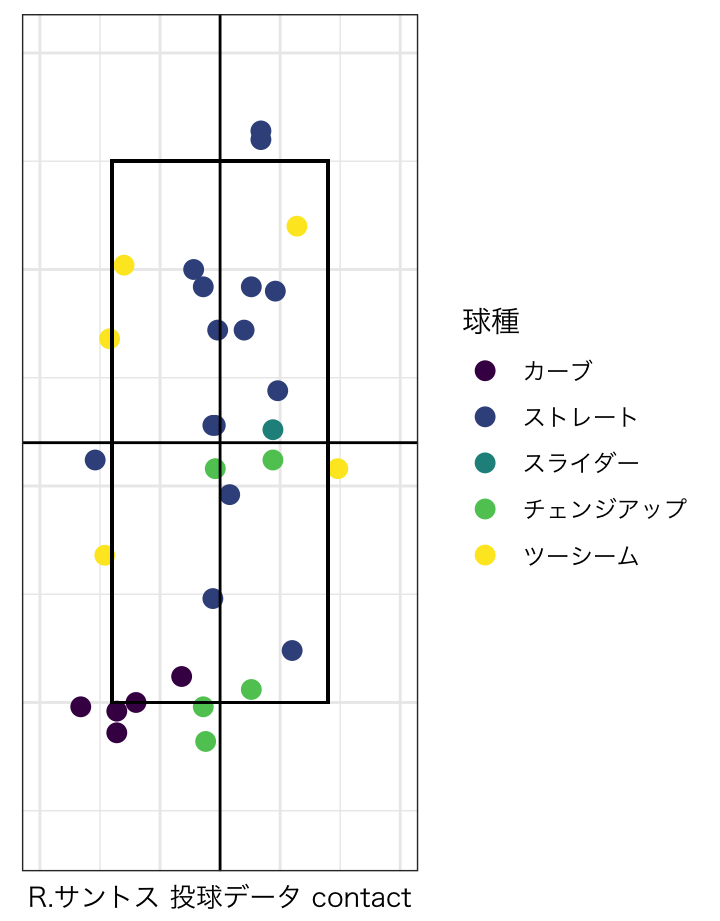 球種
カーブ
ストレート
スライダー
チェンジアップ
ツーシーム
R.サントス 投球データ contact